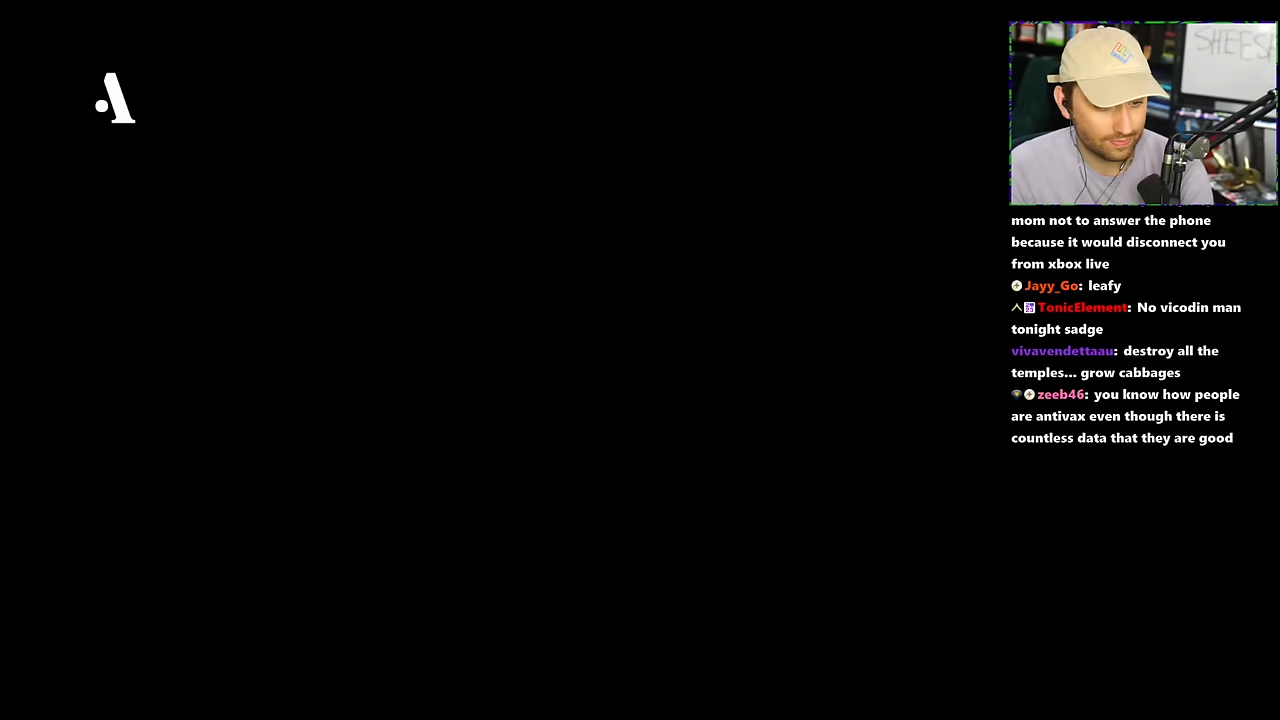 SHEESH
mom not to answer the phone
because it would disconnect you
from xbox live
Jayy_Go: leafy
TonicElement: No vicodin man
tonight sadge
vivavendettaau: destroy all the
temples... grow cabbages
zeeb46: you know how people
are antivax even though there is
countless data that they are good